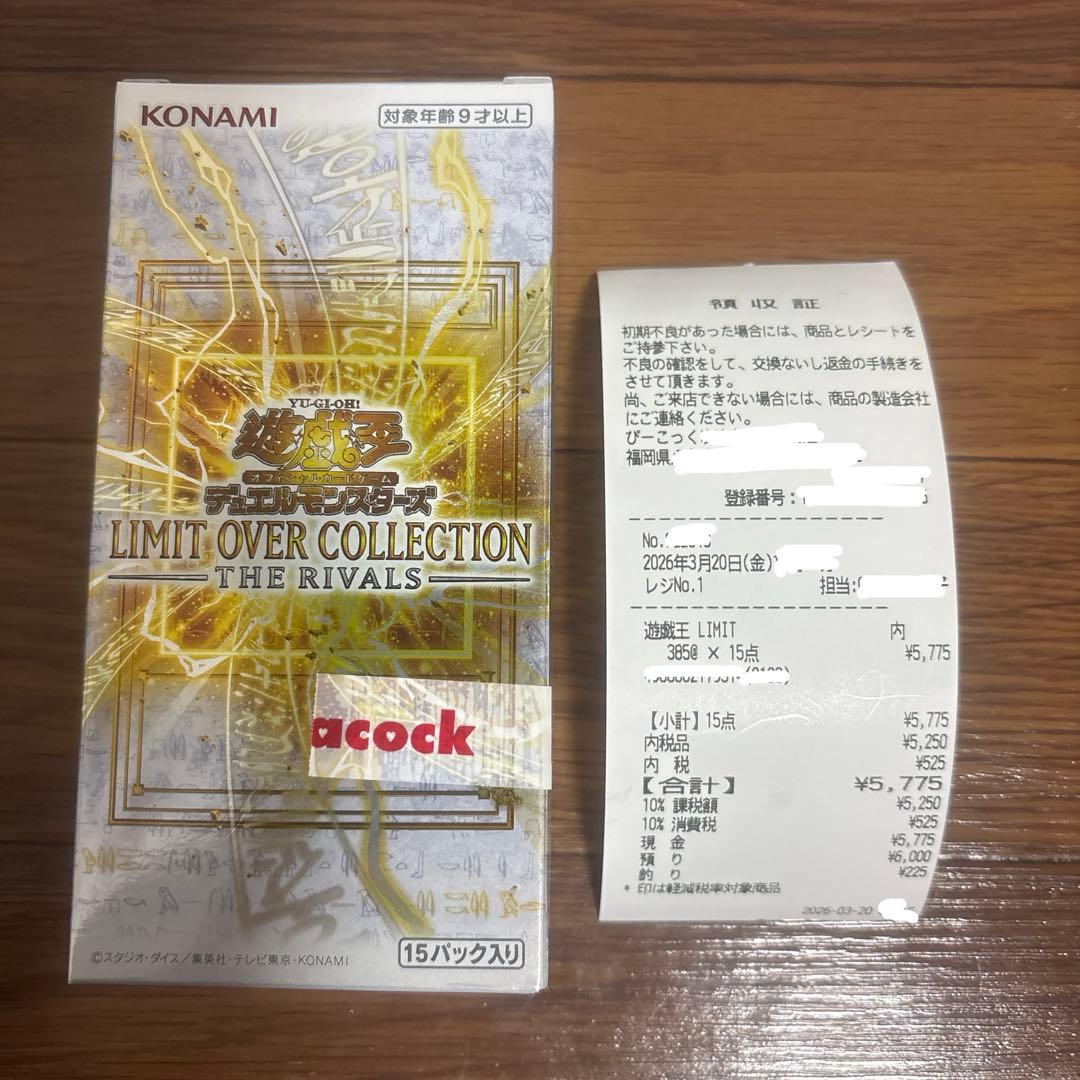 KONAMI
対象年齢9才以上
YU-GI-OH!
遊戯王
オフィシャルカードゲーム
デュエルモンスターズ
LIMIT OVER COLLECTION
THE RIVALS
acock
©スタジオ・ダイス/集英社・テレビ東京・KONAMI
15パック入り
領収証
初期不良があった場合には、商品とレシートを
ご持参下さい。
不良の確認をして、交換ないし返金の手続きを
させて頂きます。
尚、ご来店できない場合には、商品の製造会社
にご連絡ください。
ぴーこっく
福岡県
登録番号:
No.
2026年3月20日(金)
レジNo.1 担当:
遊戯王 LIMIT 内
385@ × 15点 ¥5,775
【小計】15点 ¥5,775
内税品 ¥5,250
内 税 ¥525
【合計】 ¥5,775
10% 課税額 ¥5,250
10% 消費税 ¥525
現 金 ¥5,775
預 り ¥6,000
釣 り ¥225
* 印は軽減税率対象商品
2026-03-20